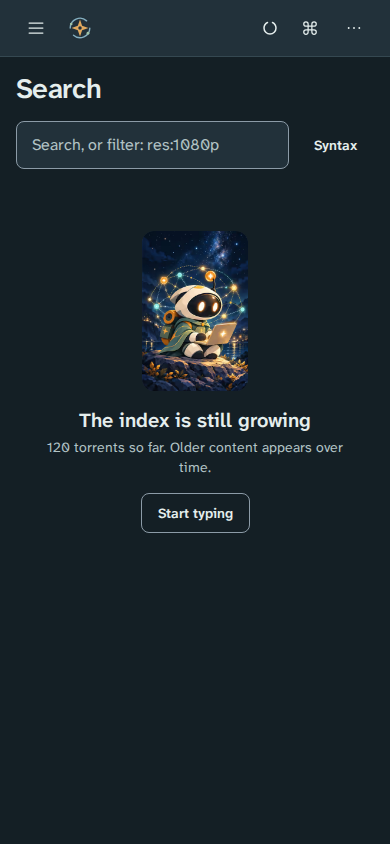 Search
Search, or filter: res:1080p
Syntax
The index is still growing
120 torrents so far. Older content appears over
time.
Start typing